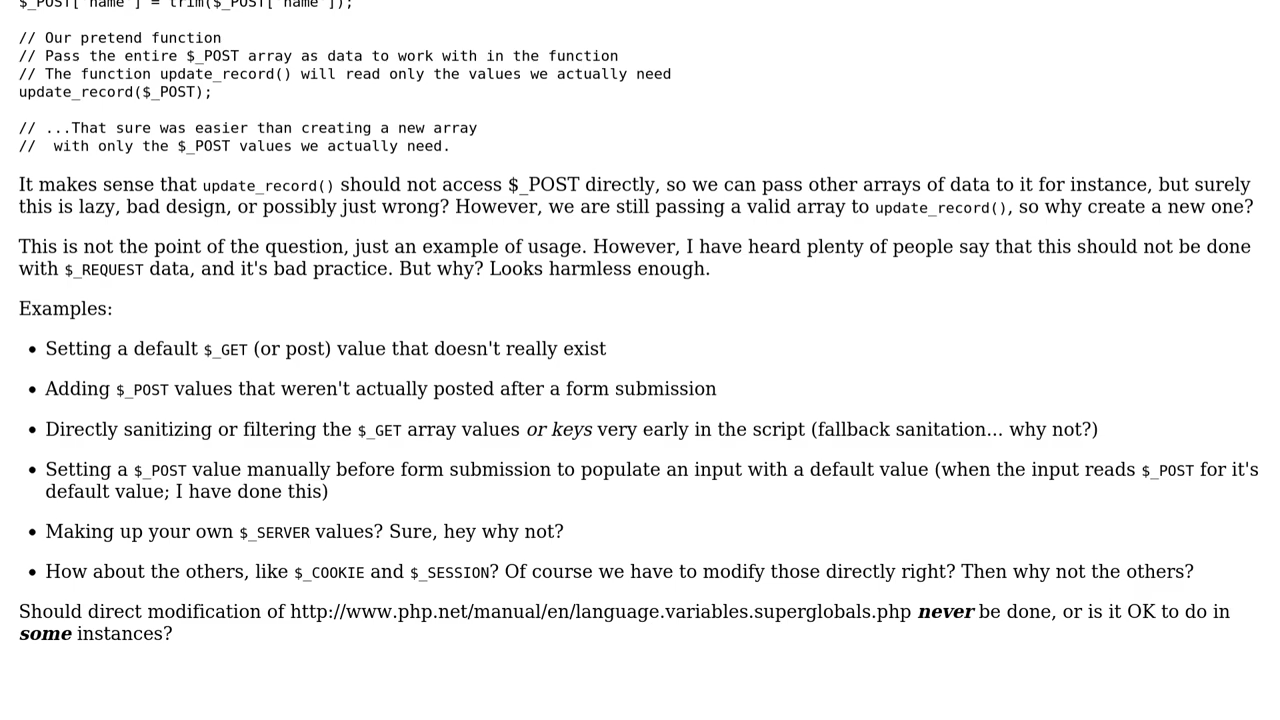 $_POST['name'] = trim($_POST['name']);
// Our pretend function
// Pass the entire $_POST array as data to work with in the function
// The function update_record() will read only the values we actually need
update_record($_POST);
// ...That sure was easier than creating a new array
//  with only the $_POST values we actually need.
It makes sense that update_record() should not access $_POST directly, so we can pass other arrays of data to it for instance, but surely
this is lazy, bad design, or possibly just wrong? However, we are still passing a valid array to update_record(), so why create a new one?
This is not the point of the question, just an example of usage. However, I have heard plenty of people say that this should not be done
with $_REQUEST data, and it's bad practice. But why? Looks harmless enough.
Examples:
• Setting a default $_GET (or post) value that doesn't really exist
• Adding $_POST values that weren't actually posted after a form submission
• Directly sanitizing or filtering the $_GET array values or keys very early in the script (fallback sanitation... why not?)
• Setting a $_POST value manually before form submission to populate an input with a default value (when the input reads $_POST for it's
default value; I have done this)
• Making up your own $_SERVER values? Sure, hey why not?
• How about the others, like $_COOKIE and $_SESSION? Of course we have to modify those directly right? Then why not the others?
Should direct modification of http://www.php.net/manual/en/language.variables.superglobals.php never be done, or is it OK to do in
some instances?